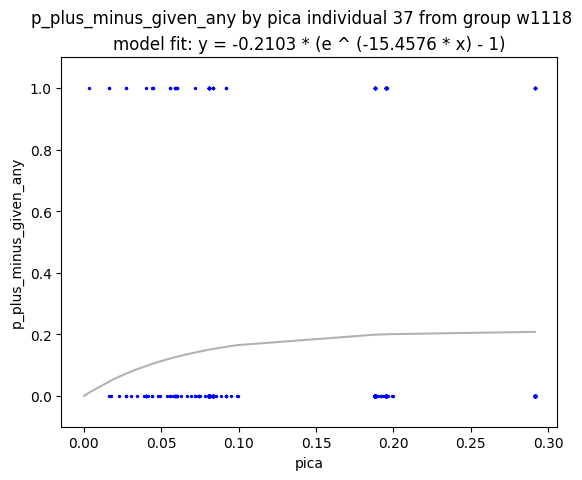 p_plus_minus_given_any by pica individual 37 from group w1118
model fit: y = -0.2103 * (e ^ (-15.4576 * x) - 1)
1.0
0.8
0.6
0.4
0.2
0.0
p_plus_minus_given_any
0.00 0.05 0.10 0.15 0.20 0.25 0.30
pica